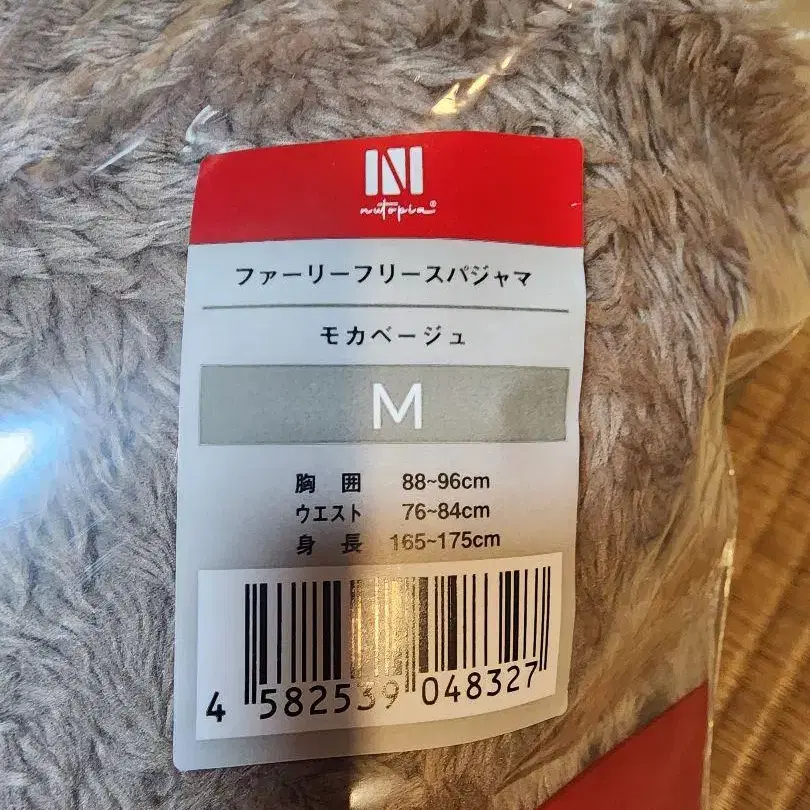 nutopia®
ファーリーフリースパジャマ
モカベージュ
M
胸囲 88~96cm
ウエスト 76~84cm
身長 165~175cm
4 582539 048327